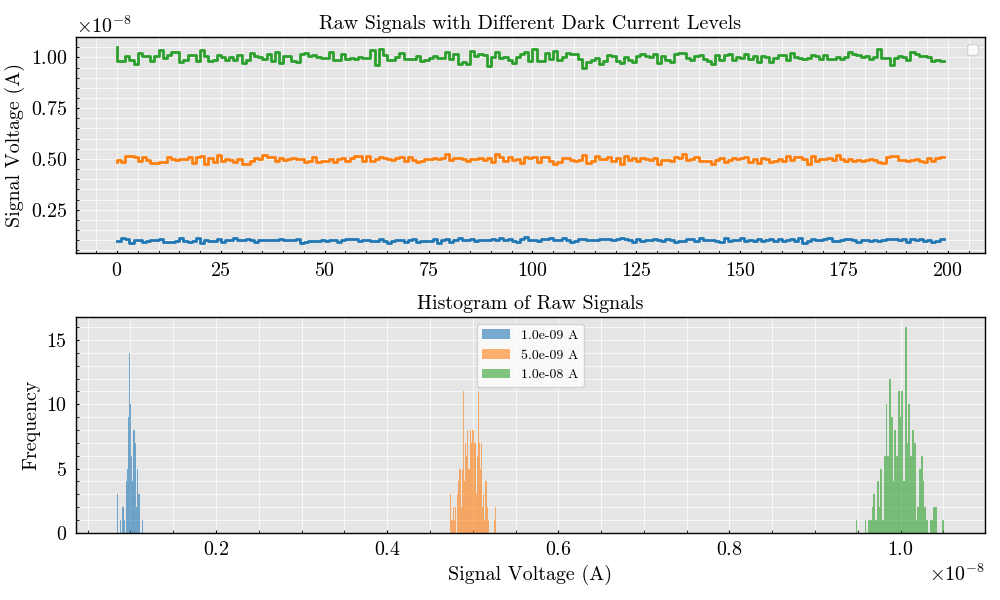 Raw Signals with Different Dark Current Levels
×10⁻⁸
1.00
0.75
0.50
0.25
Signal Voltage (A)
0 25 50 75 100 125 150 175 200
Histogram of Raw Signals
1.0e-09 A
5.0e-09 A
1.0e-08 A
15
10
5
0
Frequency
0.2 0.4 0.6 0.8 1.0
Signal Voltage (A)
×10⁻⁸